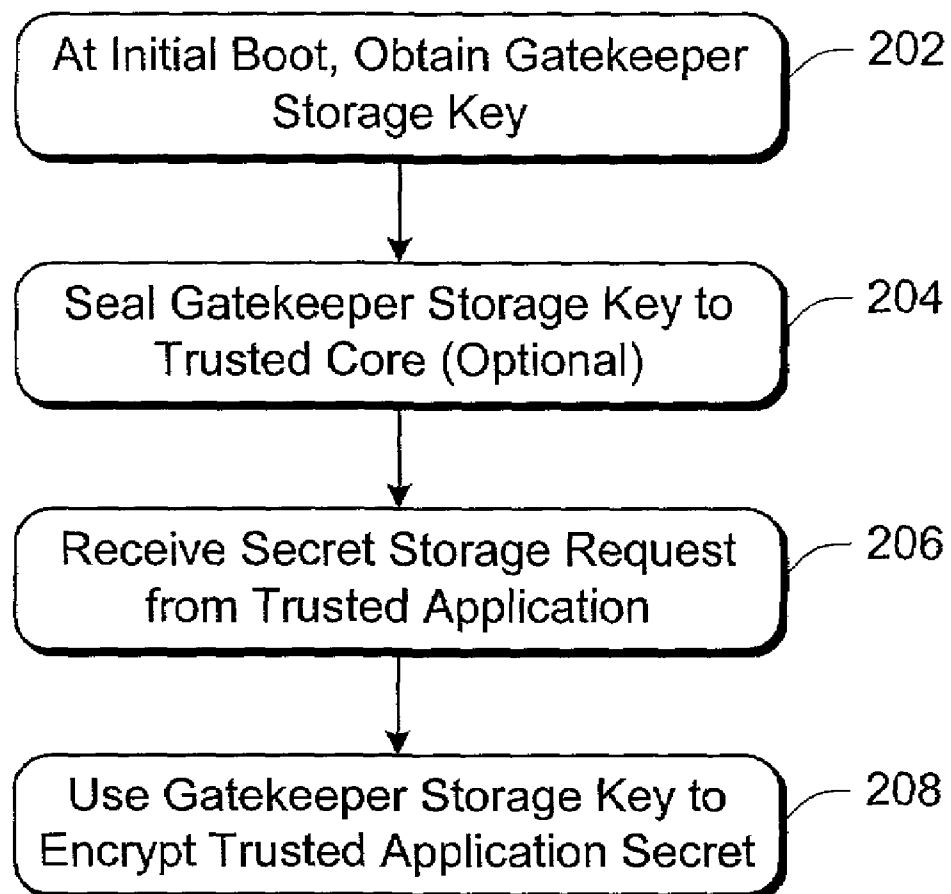 At Initial Boot, Obtain Gatekeeper
Storage Key
202
Seal Gatekeeper Storage Key to
Trusted Core (Optional)
204
Receive Secret Storage Request
from Trusted Application
206
Use Gatekeeper Storage Key to
Encrypt Trusted Application Secret
208